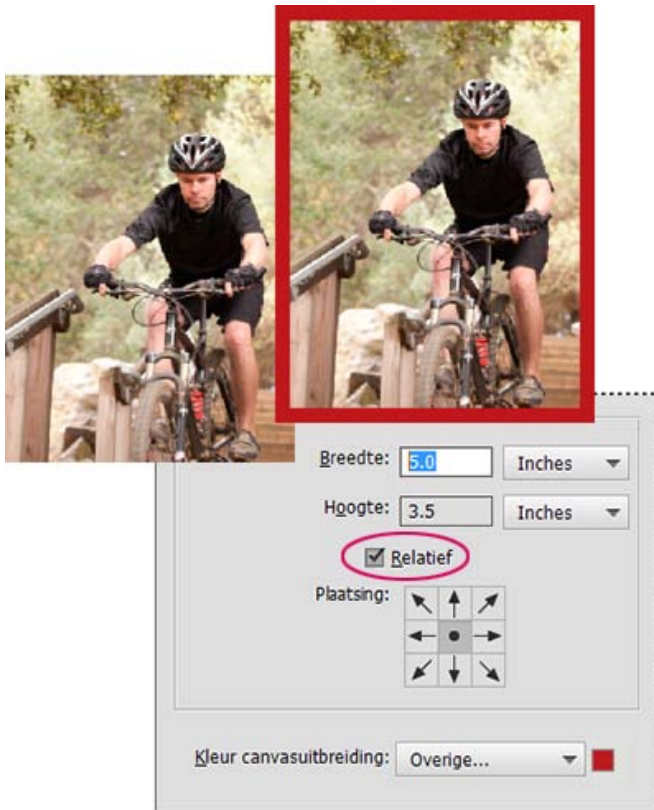 Breedte: 5.0 Inches
Hoogte: 3.5 Inches
Relatief
Plaatsing:
Kleur canvasuitbreiding: Overige...